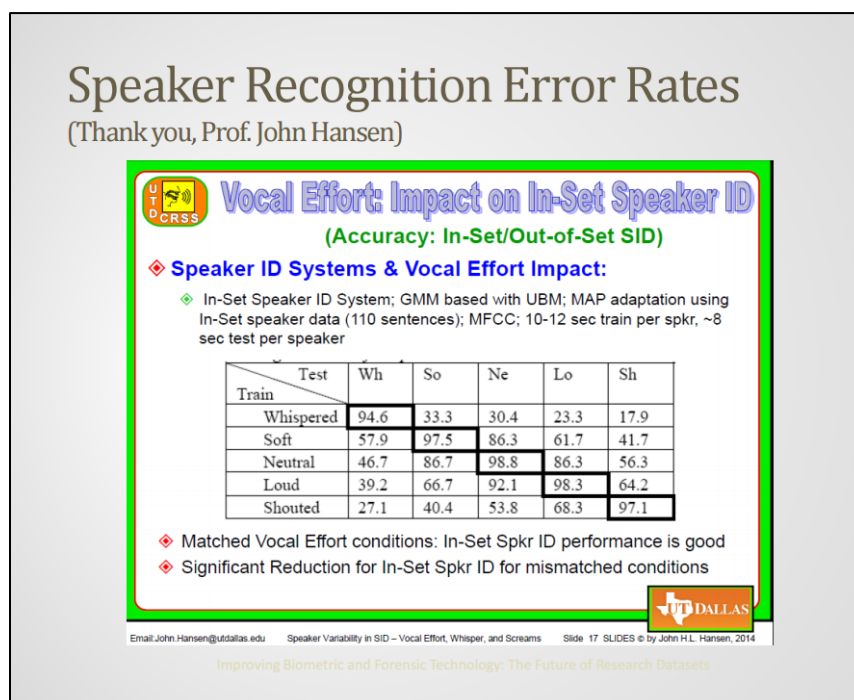 Speaker Recognition Error Rates
(Thank you, Prof. John Hansen)
UTD CRSS
Vocal Effort: Impact on In-Set Speaker ID
(Accuracy: In-Set/Out-of-Set SID)
Speaker ID Systems & Vocal Effort Impact:
In-Set Speaker ID System; GMM based with UBM; MAP adaptation using
In-Set speaker data (110 sentences); MFCC; 10-12 sec train per spkr, ~8
sec test per speaker
Test Wh So Ne Lo Sh
Train
Whispered 94.6 33.3 30.4 23.3 17.9
Soft 57.9 97.5 86.3 61.7 41.7
Neutral 46.7 86.7 98.8 86.3 56.3
Loud 39.2 66.7 92.1 98.3 64.2
Shouted 27.1 40.4 53.8 68.3 97.1
Matched Vocal Effort conditions: In-Set Spkr ID performance is good
Significant Reduction for In-Set Spkr ID for mismatched conditions
UT DALLAS
Email:John.Hansen@utdallas.edu Speaker Variability in SID – Vocal Effort, Whisper, and Screams Slide 17 SLIDES © by John H.L. Hansen, 2014
Improving Biometric and Forensic Technology: The Future of Research Datasets